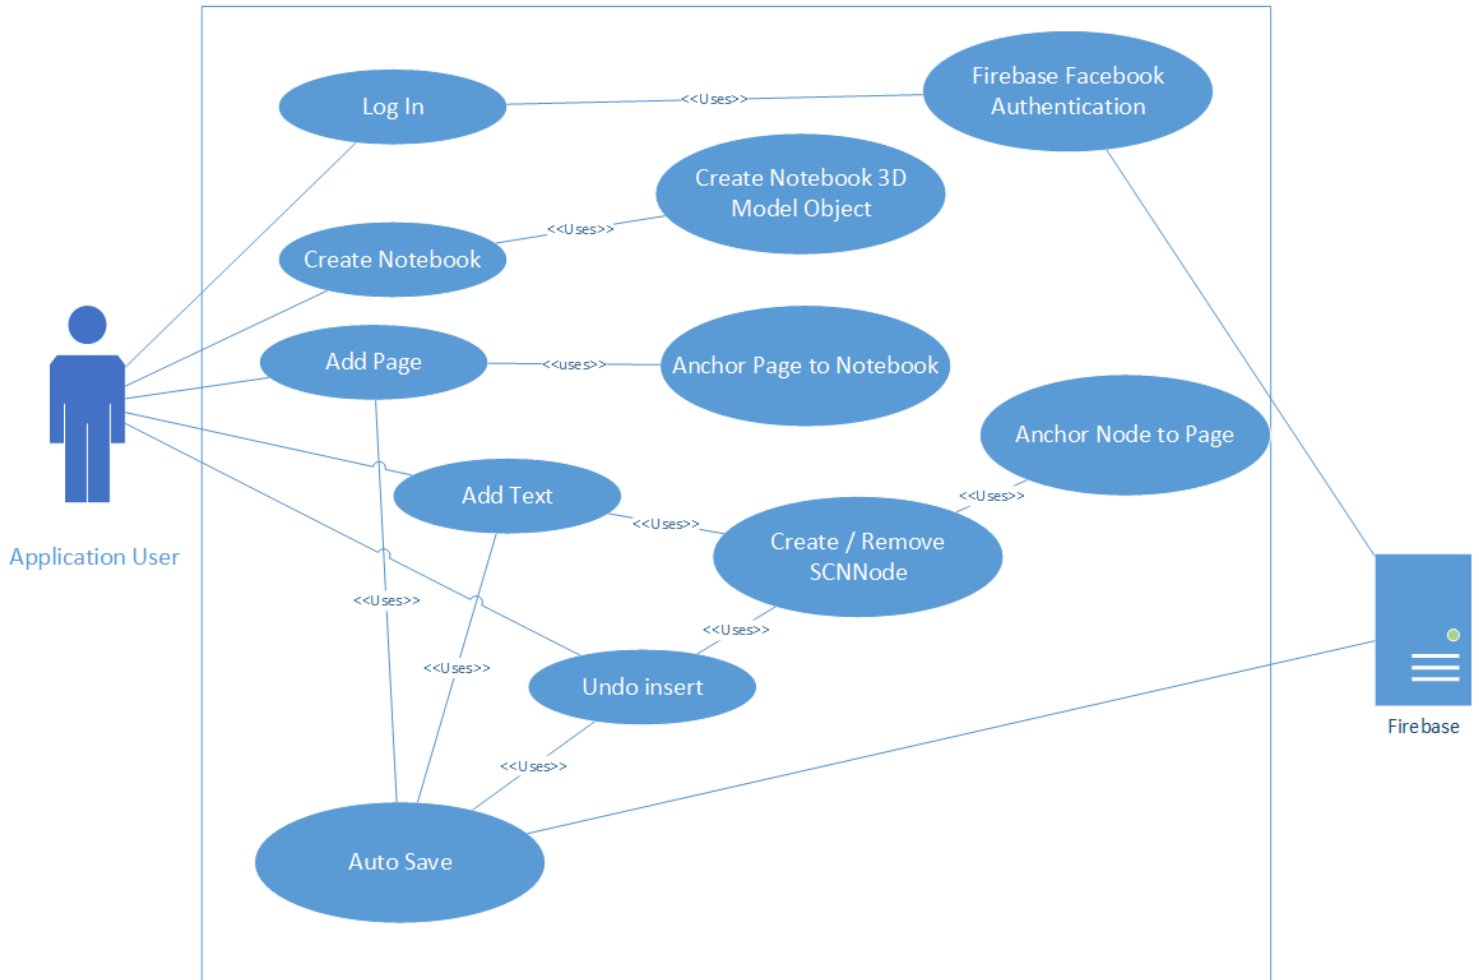 Firebase Facebook
Authentication
Log In
<<Uses>>
Create Notebook 3D
Model Object
<<Uses>>
Create Notebook
Add Page
<<uses>>
Anchor Page to Notebook
Anchor Node to Page
Add Text
<<Uses>>
<<Uses>>
Create / Remove
SCNNode
Application User
<<Uses>>
<<Uses>>
<<Uses>>
Undo insert
Firebase
<<Uses>>
Auto Save